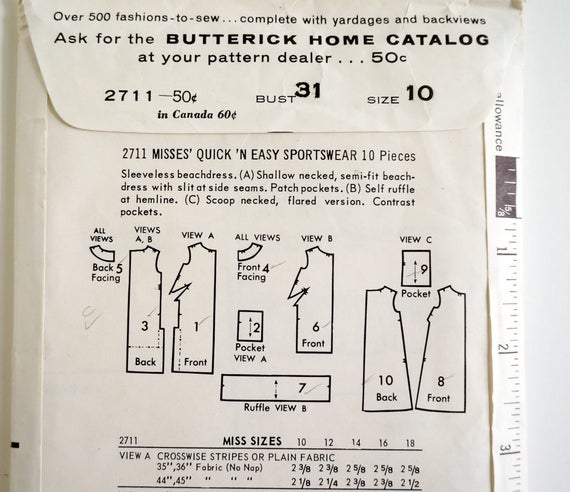 Over 500 fashions-to-sew...complete with yardages and backviews
Ask for the BUTTERICK HOME CATALOG
at your pattern dealer . . . 50c
2711—50¢ BUST 31 SIZE 10
in Canada 60¢
allowance
5/8
1
2
3
2711 MISSES' QUICK 'N EASY SPORTSWEAR 10 Pieces
Sleeveless beachdress. (A) Shallow necked, semi-fit beach-
dress with slit at side seams. Patch pockets. (B) Self ruffle
at hemline. (C) Scoop necked, flared version. Contrast
pockets.
ALL VIEWS
Back 5
Facing
VIEWS A, B
3
Back
VIEW A
1
Front
ALL VIEWS
Front 4
Facing
2
Pocket
VIEW A
VIEW B
6
Front
7
Ruffle VIEW B
VIEW C
9
Pocket
10
Back
8
Front
2711 MISS SIZES 10 12 14 16 18
VIEW A CROSSWISE STRIPES OR PLAIN FABRIC
35'',36'' Fabric (No Nap) 2 3/8 2 3/8 2 5/8 2 5/8 2 5/8
44'',45'' " " " 2 1/8 2 1/4 2 3/8 2 3/8 2 1/2